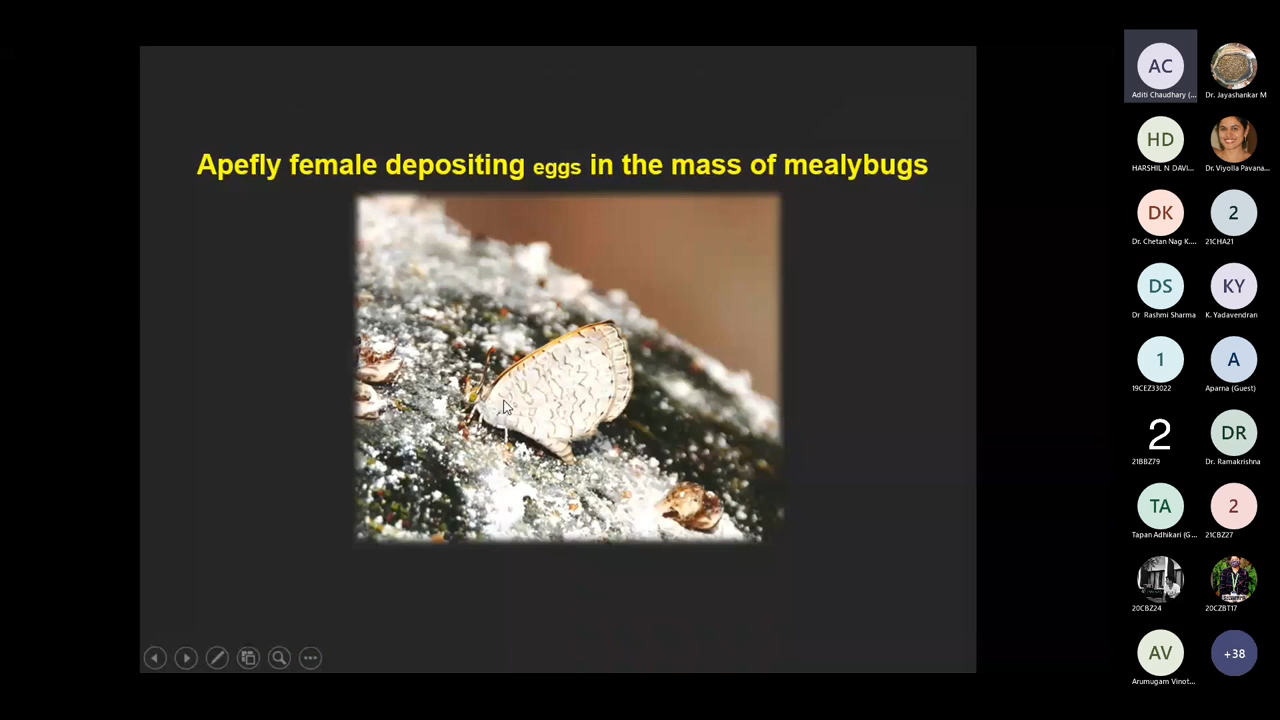 Apefly female depositing eggs in the mass of mealybugs
AC
Aditi Chaudhary (...
Dr. Jayashankar M
HD
HARSHIL N DAVI...
Dr. Viyolla Pavana...
DK
2
Dr. Chetan Nag K....
21CHA21
DS
KY
Dr Rashmi Sharma
K. Yadavendran
1
A
19CEZ33022
Aparna (Guest)
2
DR
21BBZ79
Dr. Ramakrishna
TA
2
Tapan Adhikari (G...
21CBZ27
20CBZ24
20CZBT17
AV
+38
Arumugam Vinot...